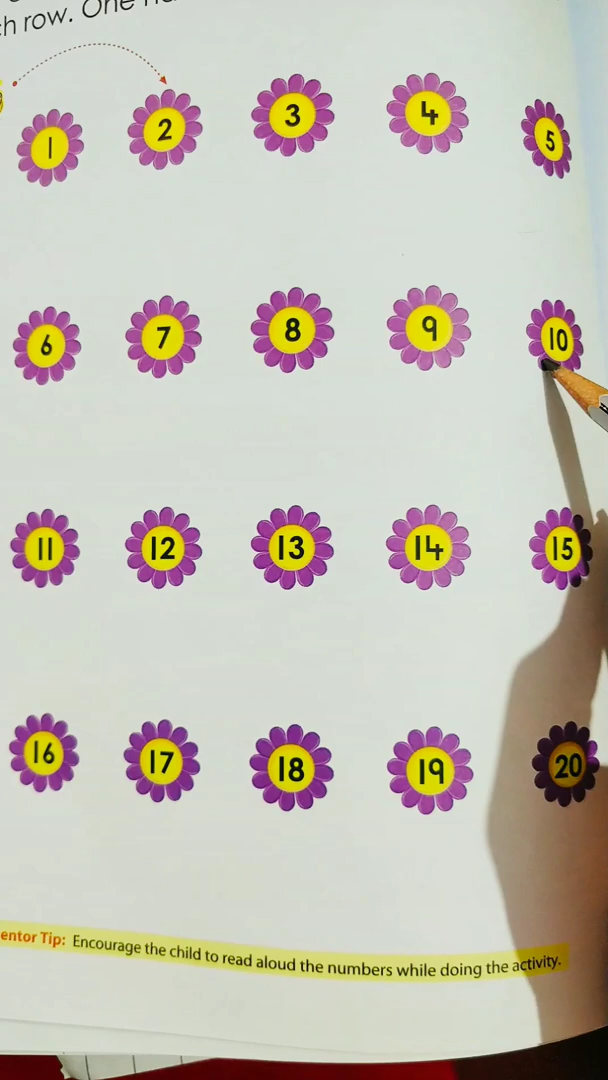 row. One
1 2 3 4 5
6 7 8 9 10
11 12 13 14 15
16 17 18 19 20
Tip: Encourage the child to read aloud the numbers while doing the activity.